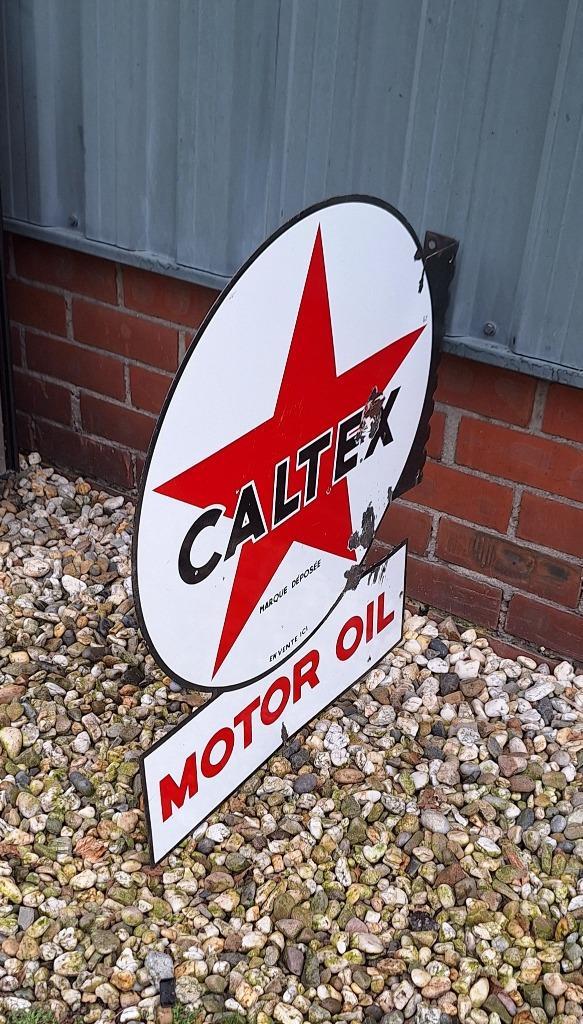 CALTEX
MARQUE DÉPOSÉE
EN VENTE ICI
MOTOR OIL